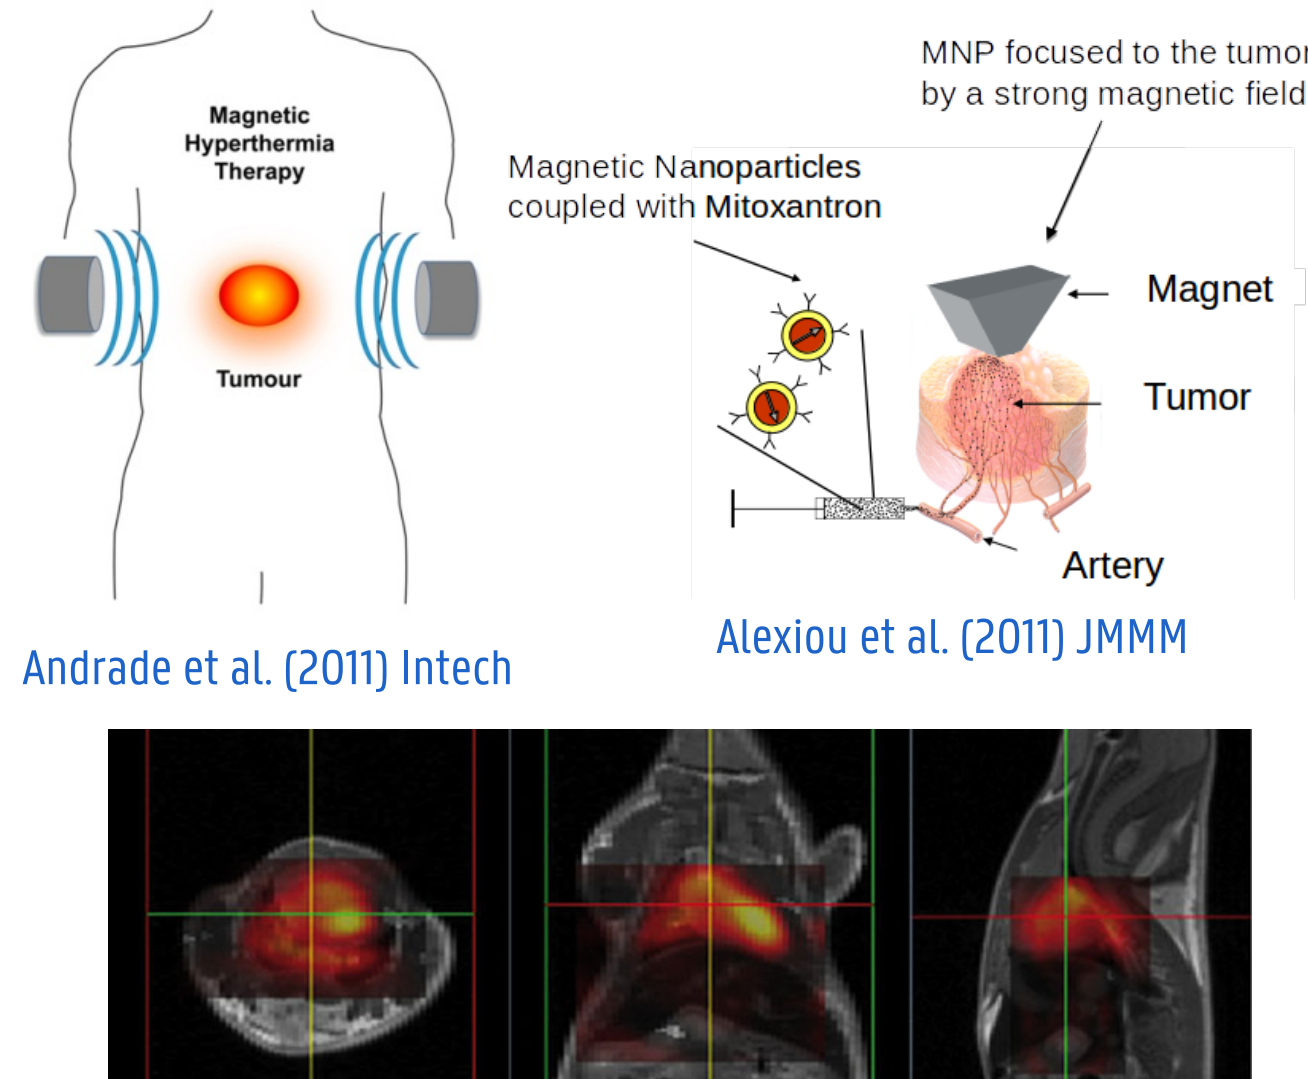 Magnetic
Hyperthermia
Therapy
Tumour
Andrade et al. (2011) Intech
MNP focused to the tumor
by a strong magnetic field
Magnetic Nanoparticles
coupled with Mitoxantron
Magnet
Tumor
Artery
Alexiou et al. (2011) JMMM